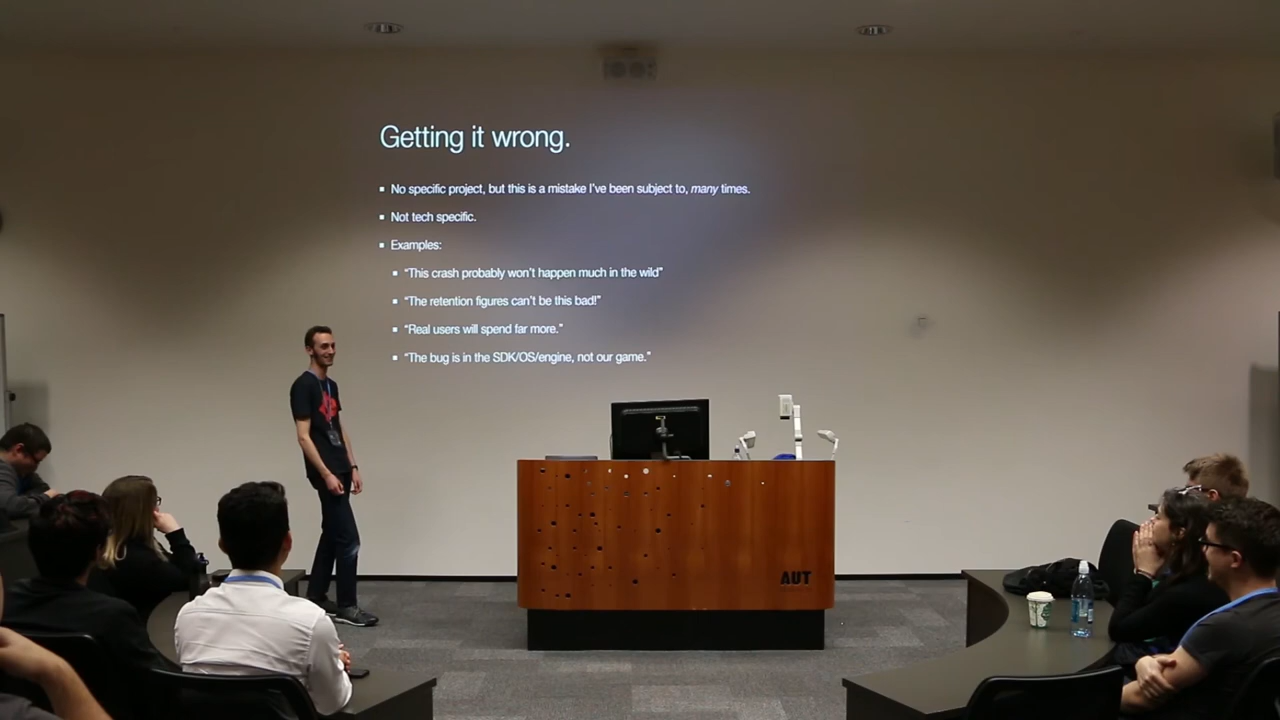 Getting it wrong.
▪ No specific project, but this is a mistake I've been subject to, many times.
▪ Not tech specific.
▪ Examples:
▪ “This crash probably won't happen much in the wild”
▪ “The retention figures can't be this bad!”
▪ “Real users will spend far more.”
▪ “The bug is in the SDK/OS/engine, not our game.”
AUT